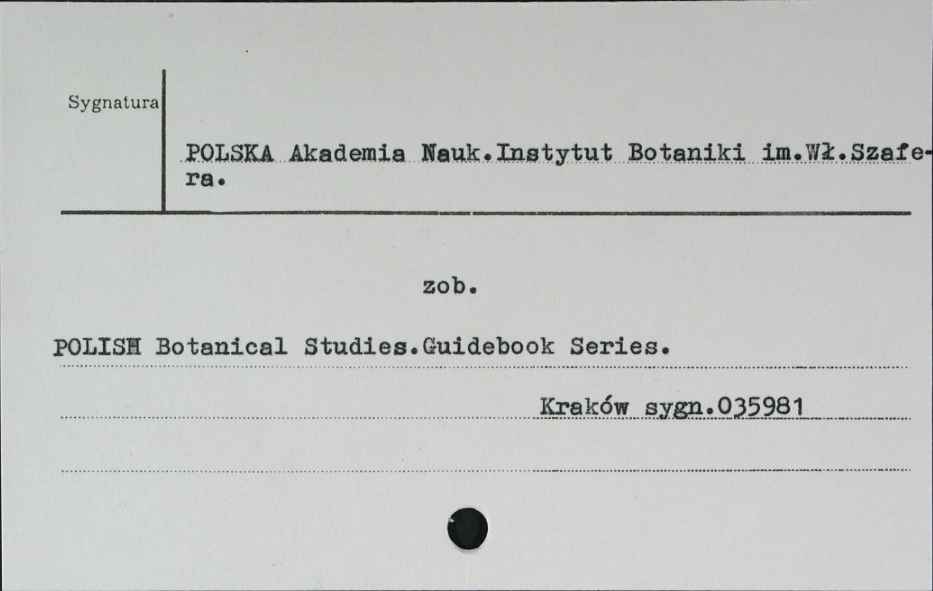 Sygnatura
POLSKA Akademia Nauk.Instytut Botaniki im.Wł.Szafe-
ra.
zob.
POLISH Botanical Studies.Guidebook Series.
Kraków sygn.035981